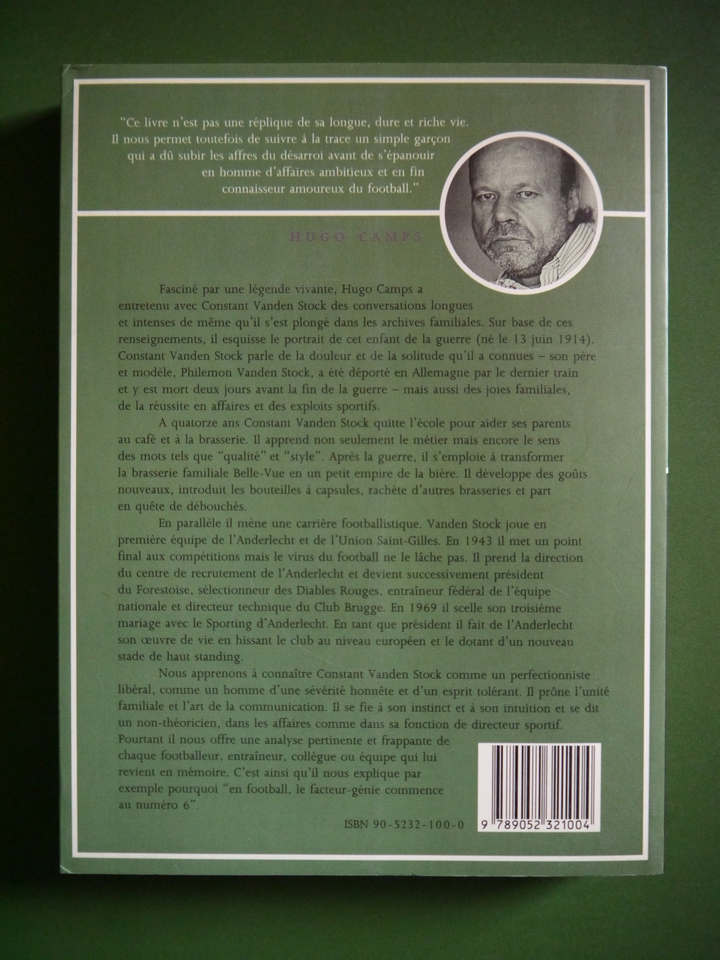 “Ce livre n’est pas une réplique de sa longue, dure et riche vie.
Il nous permet toutefois de suivre à la trace un simple garçon
qui a dû subir les affres du désarroi avant de s’épanouir
en homme d’affaires ambitieux et en fin
connaisseur amoureux du football.”
HUGO CAMPS
Fasciné par une légende vivante, Hugo Camps a
entretenu avec Constant Vanden Stock des conversations longues
et intenses de même qu’il s’est plongé dans les archives familiales. Sur base de ces
renseignements, il esquisse le portrait de cet enfant de la guerre (né le 13 juin 1914).
Constant Vanden Stock parle de la douleur et de la solitude qu’il a connues – son père
et modèle, Philemon Vanden Stock, a été déporté en Allemagne par le dernier train
et y est mort deux jours avant la fin de la guerre – mais aussi des joies familiales,
de la réussite en affaires et des exploits sportifs.
A quatorze ans Constant Vanden Stock quitte l’école pour aider ses parents
au café et à la brasserie. Il apprend non seulement le métier mais encore le sens
des mots tels que “qualité” et “style”. Après la guerre, il s’emploie à transformer
la brasserie familiale Belle-Vue en un petit empire de la bière. Il développe des goûts
nouveaux, introduit les bouteilles à capsules, rachète d’autres brasseries et part
en quête de débouchés.
En parallèle il mène une carrière footballistique. Vanden Stock joue en
première équipe de l’Anderlecht et de l’Union Saint-Gilles. En 1943 il met un point
final aux compétitions mais le virus du football ne le lâche pas. Il prend la direction
du centre de recrutement de l’Anderlecht et devient successivement président
du Forestoise, sélectionneur des Diables Rouges, entraîneur fédéral de l’équipe
nationale et directeur technique du Club Brugge. En 1969 il scelle son troisième
mariage avec le Sporting d’Anderlecht. En tant que président il fait de l’Anderlecht
son œuvre de vie en hissant le club au niveau européen et le dotant d’un nouveau
stade de haut standing.
Nous apprenons à connaître Constant Vanden Stock comme un perfectionniste
libéral, comme un homme d’une sévérité honnête et d’un esprit tolérant. Il prône l’unité
familiale et l’art de la communication. Il se fie à son instinct et à son intuition et se dit
un non-théoricien, dans les affaires comme dans sa fonction de directeur sportif.
Pourtant il nous offre une analyse pertinente et frappante de
chaque footballeur, entraîneur, collègue ou équipe qui lui
revient en mémoire. C’est ainsi qu’il nous explique par
exemple pourquoi “en football, le facteur-génie commence
au numéro 6”.
ISBN 90-5232-100-0
9 789052 321004